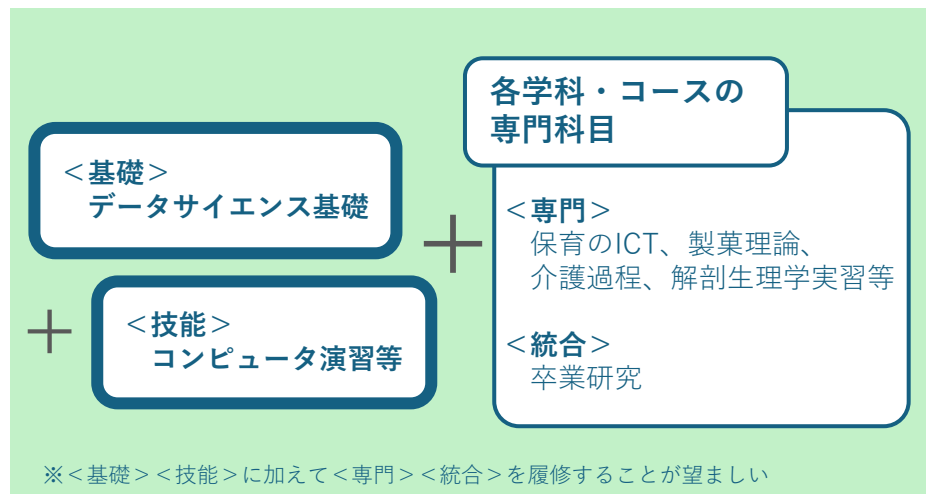 <基礎>
データサイエンス基礎
+
<技能>
コンピュータ演習等
+
各学科・コースの
専門科目
<専門>
保育のICT、製菓理論、
介護過程、解剖生理学実習等
<統合>
卒業研究
※<基礎><技能>に加えて<専門><統合>を履修することが望ましい